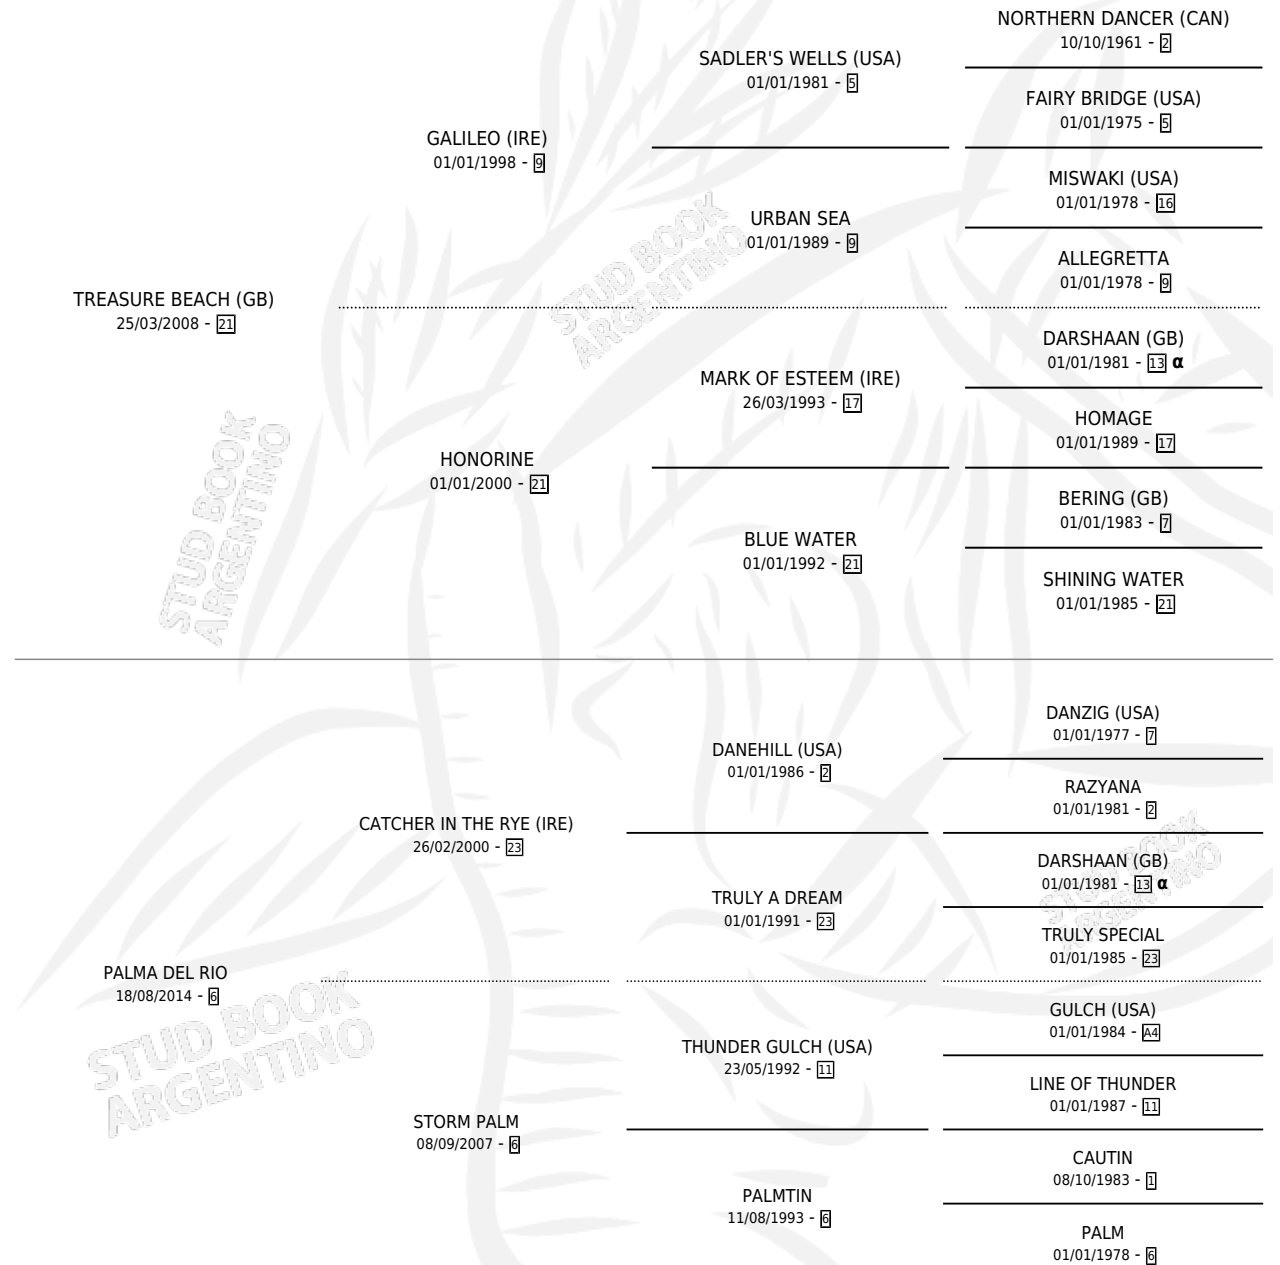 NORTHERN DANCER (CAN)
10/10/1961 - 2
SADLER'S WELLS (USA)
01/01/1981 - 5
FAIRY BRIDGE (USA)
01/01/1975 - 5
GALILEO (IRE)
01/01/1998 - 9
MISWAKI (USA)
01/01/1978 - 16
URBAN SEA
01/01/1989 - 9
ALLEGRETTA
01/01/1978 - 9
STUD BOOK
ARGENTINO
TREASURE BEACH (GB)
25/03/2008 - 21
DARSHAAN (GB)
01/01/1981 - 13 α
MARK OF ESTEEM (IRE)
26/03/1993 - 17
HOMAGE
01/01/1989 - 17
HONORINE
01/01/2000 - 21
BERING (GB)
01/01/1983 - 7
BLUE WATER
01/01/1992 - 21
SHINING WATER
01/01/1985 - 21
STUD BOOK
ARGENTINO
DANZIG (USA)
01/01/1977 - 7
DANEHILL (USA)
01/01/1986 - 2
RAZYANA
01/01/1981 - 2
CATCHER IN THE RYE (IRE)
26/02/2000 - 23
DARSHAAN (GB)
01/01/1981 - 13 α
TRULY A DREAM
01/01/1991 - 23
TRULY SPECIAL
01/01/1985 - 23
STUD BOOK
ARGENTINO
PALMA DEL RIO
18/08/2014 - 6
GULCH (USA)
01/01/1984 - A4
THUNDER GULCH (USA)
23/05/1992 - 11
LINE OF THUNDER
01/01/1987 - 11
STORM PALM
08/09/2007 - 6
CAUTIN
08/10/1983 - 1
PALMTIN
11/08/1993 - 6
PALM
01/01/1978 - 6
STUD BOOK
ARGENTINO